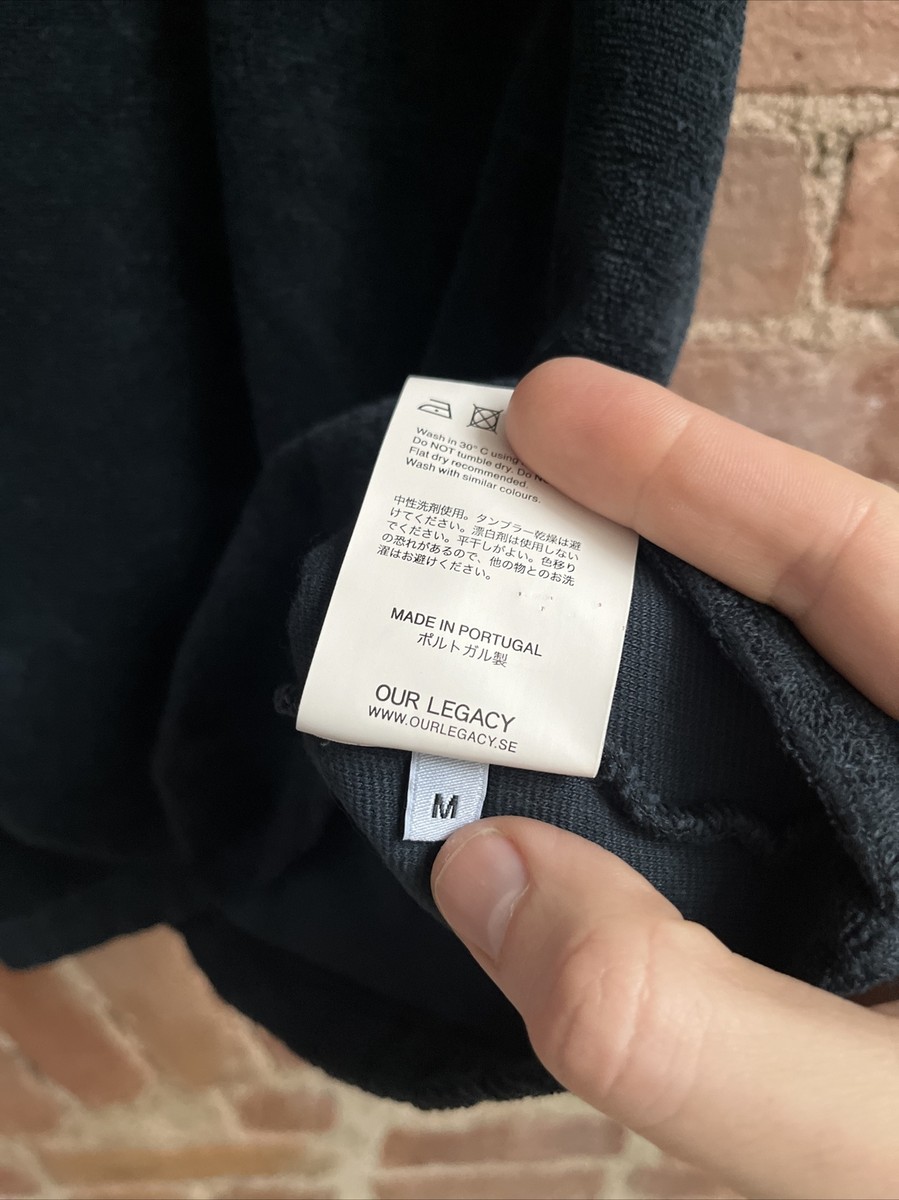 Wash in 30° C using
Do NOT tumble dry. Do
Flat dry recommended.
Wash with similar colours.
中性洗剤使用。タンブラー乾燥は避
けてください。漂白剤は使用しない
でください。平干しがよい。色移り
の恐れがあるので、他の物とのお洗
濯はお避けください。
MADE IN PORTUGAL
ポルトガル製
OUR LEGACY
WWW.OURLEGACY.SE
M